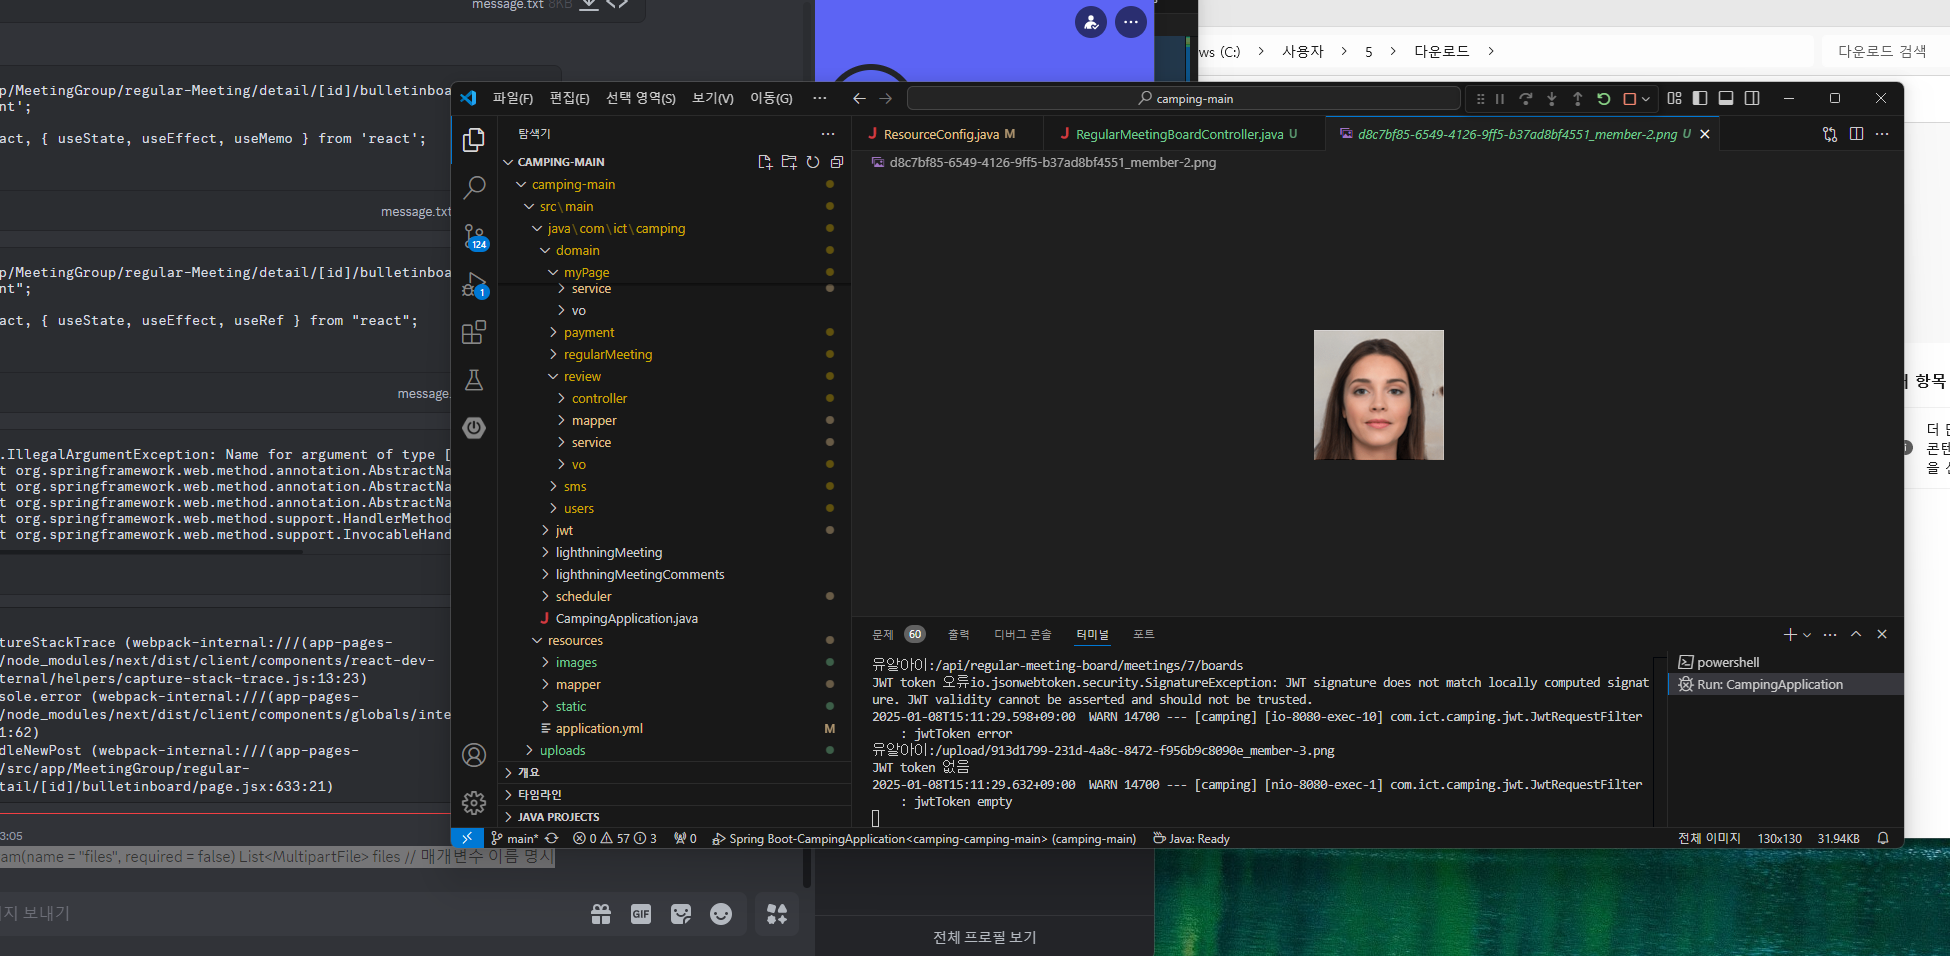 message.txt 8KB
p/MeetingGroup/regular-Meeting/detail/[id]/bulletinboa
nt';
act, { useState, useEffect, useMemo } from 'react';
message.txt
p/MeetingGroup/regular-Meeting/detail/[id]/bulletinboa
nt";
act, { useState, useEffect, useRef } from "react";
message.
.IllegalArgumentException: Name for argument of type [
t org.springframework.web.method.annotation.AbstractNa
t org.springframework.web.method.annotation.AbstractNa
t org.springframework.web.method.annotation.AbstractNa
t org.springframework.web.method.support.HandlerMethod
t org.springframework.web.method.support.InvocableHand
tureStackTrace (webpack-internal:///(app-pages-
/node_modules/next/dist/client/components/react-dev-
ternal/helpers/capture-stack-trace.js:13:23)
sole.error (webpack-internal:///(app-pages-
/node_modules/next/dist/client/components/globals/inte
1:62)
dleNewPost (webpack-internal:///(app-pages-
/src/app/MeetingGroup/regular-
tail/[id]/bulletinboard/page.jsx:633:21)
3:05
am(name = "files", required = false) List<MultipartFile> files // 매개변수 이름 명시
지 보내기
GIF
전체 프로필 보기
ws (C:) > 사용자 > 5 > 다운로드 >
다운로드 검색
항목
더
콘텐
을
파일(F) 편집(E) 선택 영역(S) 보기(V) 이동(G) ···
camping-main
탐색기
CAMPING-MAIN
camping-main
src\main
java\com\ict\camping
domain
myPage
service
vo
payment
regularMeeting
review
controller
mapper
service
vo
sms
users
jwt
lighthningMeeting
lighthningMeetingComments
scheduler
CampingApplication.java
resources
images
mapper
static
application.yml M
uploads
개요
타임라인
JAVA PROJECTS
124
1
ResourceConfig.java M
RegularMeetingBoardController.java U
d8c7bf85-6549-4126-9ff5-b37ad8bf4551_member-2.png U
d8c7bf85-6549-4126-9ff5-b37ad8bf4551_member-2.png
문제 60 출력 디버그 콘솔 터미널 포트
유알아이:/api/regular-meeting-board/meetings/7/boards
JWT token 오류io.jsonwebtoken.security.SignatureException: JWT signature does not match locally computed signat
ure. JWT validity cannot be asserted and should not be trusted.
2025-01-08T15:11:29.598+09:00 WARN 14700 --- [camping] [io-8080-exec-10] com.ict.camping.jwt.JwtRequestFilter
: jwtToken error
유알아이:/upload/913d1799-231d-4a8c-8472-f956b9c8090e_member-3.png
JWT token 없음
2025-01-08T15:11:29.632+09:00 WARN 14700 --- [camping] [nio-8080-exec-1] com.ict.camping.jwt.JwtRequestFilter
: jwtToken empty
powershell
Run: CampingApplication
main* 0 57 3 0 Spring Boot-CampingApplication<camping-camping-main> (camping-main) Java: Ready
전체 이미지 130x130 31.94KB